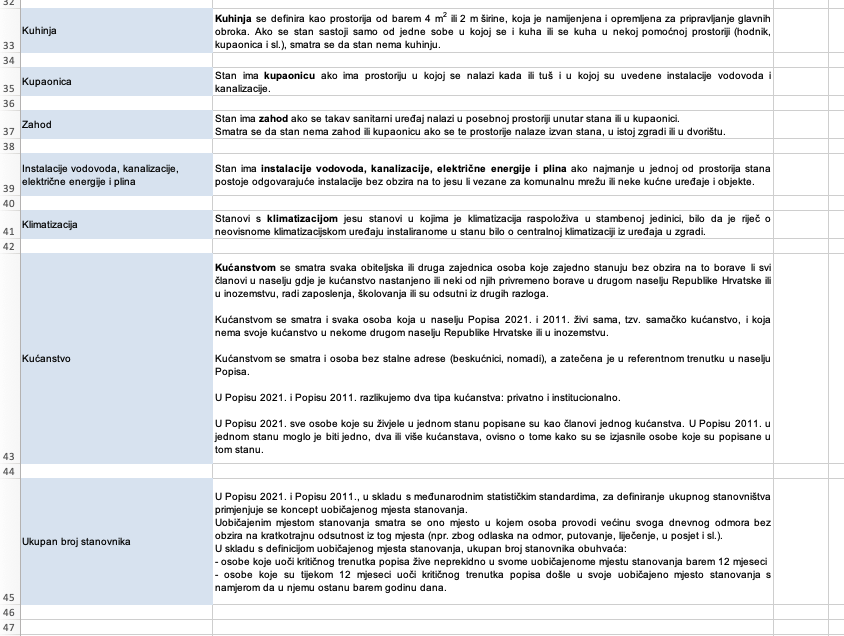 32
33
Kuhinja
Kuhinja se definira kao prostorija od barem 4 m² ili 2 m širine, koja je namijenjena i opremljena za pripravljanje glavnih
obroka. Ako se stan sastoji samo od jedne sobe u kojoj se i kuha ili se kuha u nekoj pomoćnoj prostoriji (hodnik,
kupaonica i sl.), smatra se da stan nema kuhinju.
34
35
Kupaonica
Stan ima kupaonicu ako ima prostoriju u kojoj se nalazi kada ili tuš i u kojoj su uvedene instalacije vodovoda i
kanalizacije.
36
37
Zahod
Stan ima zahod ako se takav sanitarni uređaj nalazi u posebnoj prostoriji unutar stana ili u kupaonici.
Smatra se da stan nema zahod ili kupaonicu ako se te prostorije nalaze izvan stana, u istoj zgradi ili u dvorištu.
38
39
Instalacije vodovoda, kanalizacije,
električne energije i plina
Stan ima instalacije vodovoda, kanalizacije, električne energije i plina ako najmanje u jednoj od prostorija stana
postoje odgovarajuće instalacije bez obzira na to jesu li vezane za komunalnu mrežu ili neke kućne uređaje i objekte.
40
41
Klimatizacija
Stanovi s klimatizacijom jesu stanovi u kojima je klimatizacija raspoloživa u stambenoj jedinici, bilo da je riječ o
neovisnome klimatizacijskom uređaju instaliranome u stanu bilo o centralnoj klimatizaciji iz uređaja u zgradi.
42
43
Kućanstvo
Kućanstvom se smatra svaka obiteljska ili druga zajednica osoba koje zajedno stanuju bez obzira na to borave li svi
članovi u naselju gdje je kućanstvo nastanjeno ili neki od njih privremeno borave u drugom naselju Republike Hrvatske ili
u inozemstvu, radi zaposlenja, školovanja ili su odsutni iz drugih razloga.
Kućanstvom se smatra i svaka osoba koja u naselju Popisa 2021. i 2011. živi sama, tzv. samačko kućanstvo, i koja
nema svoje kućanstvo u nekome drugom naselju Republike Hrvatske ili u inozemstvu.
Kućanstvom se smatra i osoba bez stalne adrese (beskućnici, nomadi), a zatečena je u referentnom trenutku u naselju
Popisa.
U Popisu 2021. i Popisu 2011. razlikujemo dva tipa kućanstva: privatno i institucionalno.
U Popisu 2021. sve osobe koje su živjele u jednom stanu popisane su kao članovi jednog kućanstva. U Popisu 2011. u
jednom stanu moglo je biti jedno, dva ili više kućanstava, ovisno o tome kako su se izjasnile osobe koje su popisane u
tom stanu.
44
45
Ukupan broj stanovnika
U Popisu 2021. i Popisu 2011., u skladu s međunarodnim statističkim standardima, za definiranje ukupnog stanovništva
primjenjuje se koncept uobičajenog mjesta stanovanja.
Uobičajenim mjestom stanovanja smatra se ono mjesto u kojem osoba provodi većinu svoga dnevnog odmora bez
obzira na kratkotrajnu odsutnost iz tog mjesta (npr. zbog odlaska na odmor, putovanje, liječenje, u posjet i sl.).
U skladu s definicijom uobičajenog mjesta stanovanja, ukupan broj stanovnika obuhvaća:
- osobe koje uoči kritičnog trenutka popisa žive neprekidno u svome uobičajenome mjestu stanovanja barem 12 mjeseci
- osobe koje su tijekom 12 mjeseci uoči kritičnog trenutka popisa došle u svoje uobičajeno mjesto stanovanja s
namjerom da u njemu ostanu barem godinu dana.
46
47